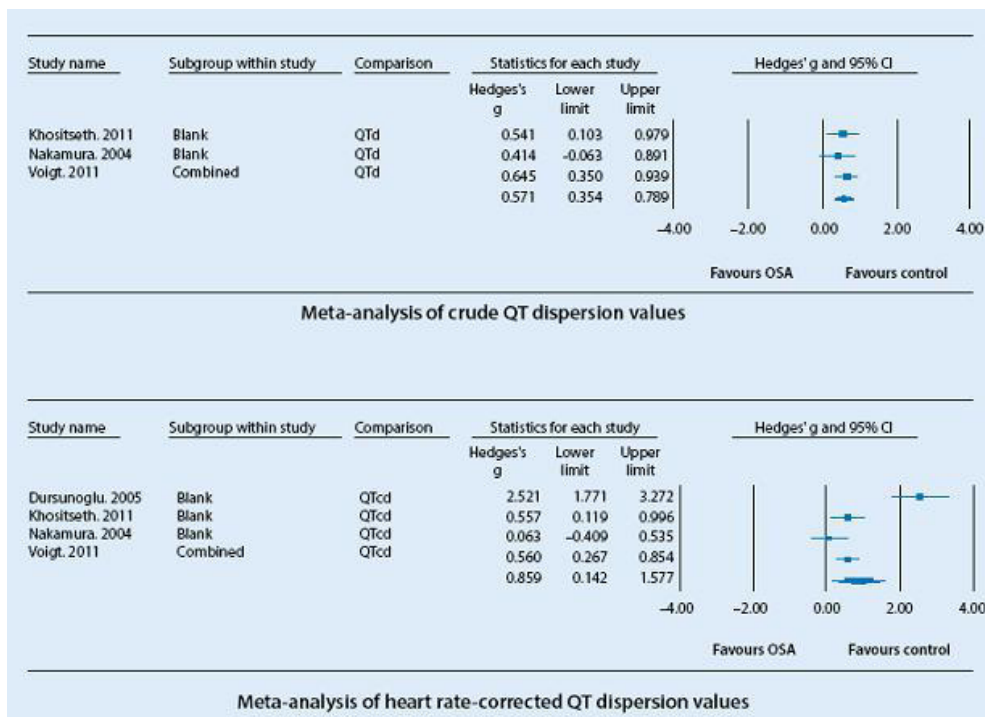 Study name Subgroup within study Comparison Statistics for each study Hedges' g and 95% CI
Hedges's Lower Upper
g limit limit
Khositseth. 2011 Blank QTd 0.541 0.103 0.979
Nakamura. 2004 Blank QTd 0.414 -0.063 0.891
Voigt. 2011 Combined QTd 0.645 0.350 0.939
0.571 0.354 0.789
–4.00 –2.00 0.00 2.00 4.00
Favours OSA Favours control
Meta-analysis of crude QT dispersion values
Study name Subgroup within study Comparison Statistics for each study Hedges' g and 95% CI
Hedges's Lower Upper
g limit limit
Dursunoglu. 2005 Blank QTcd 2.521 1.771 3.272
Khositseth. 2011 Blank QTcd 0.557 0.119 0.996
Nakamura. 2004 Blank QTcd 0.063 -0.409 0.535
Voigt. 2011 Combined QTcd 0.560 0.267 0.854
0.859 0.142 1.577
–4.00 –2.00 0.00 2.00 4.00
Favours OSA Favours control
Meta-analysis of heart rate-corrected QT dispersion values